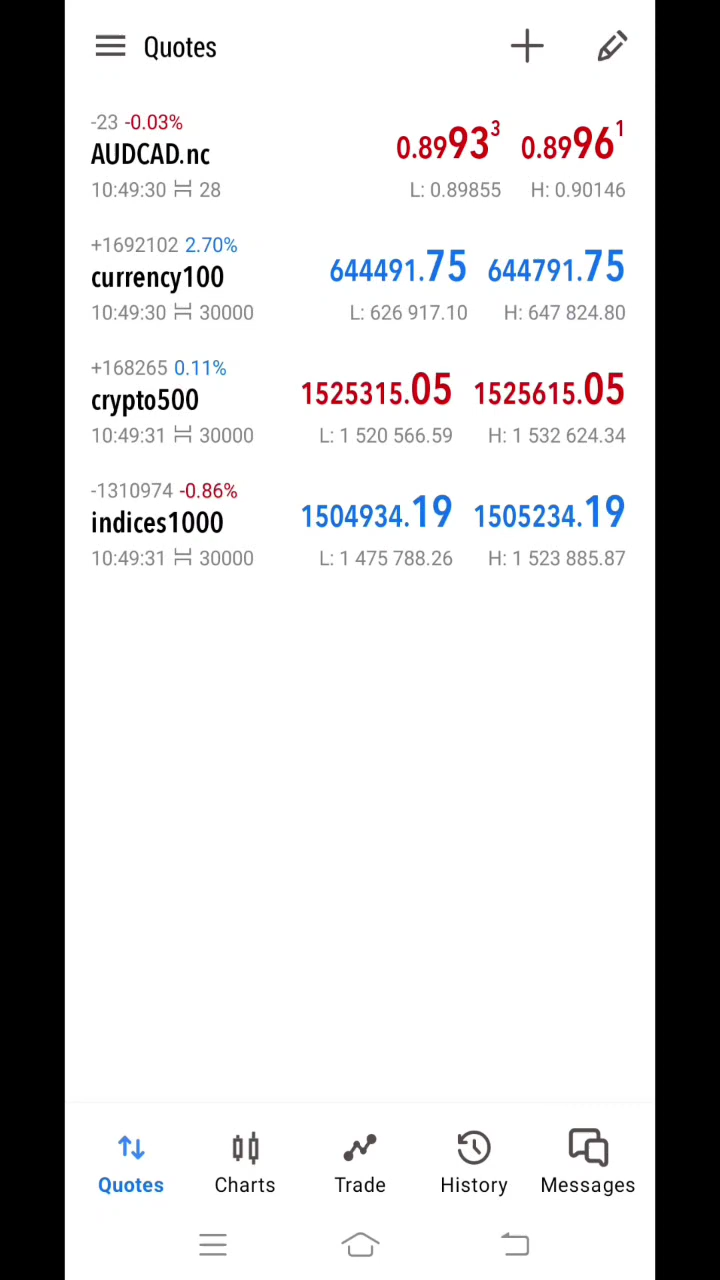 Quotes
-23 -0.03%
AUDCAD.nc 0.89933 0.89961
10:49:30 28 L: 0.89855 H: 0.90146
+1692102 2.70%
currency100 644491.75 644791.75
10:49:30 30000 L: 626 917.10 H: 647 824.80
+168265 0.11%
crypto500 1525315.05 1525615.05
10:49:31 30000 L: 1 520 566.59 H: 1 532 624.34
-1310974 -0.86%
indices1000 1504934.19 1505234.19
10:49:31 30000 L: 1 475 788.26 H: 1 523 885.87
Quotes Charts Trade History Messages